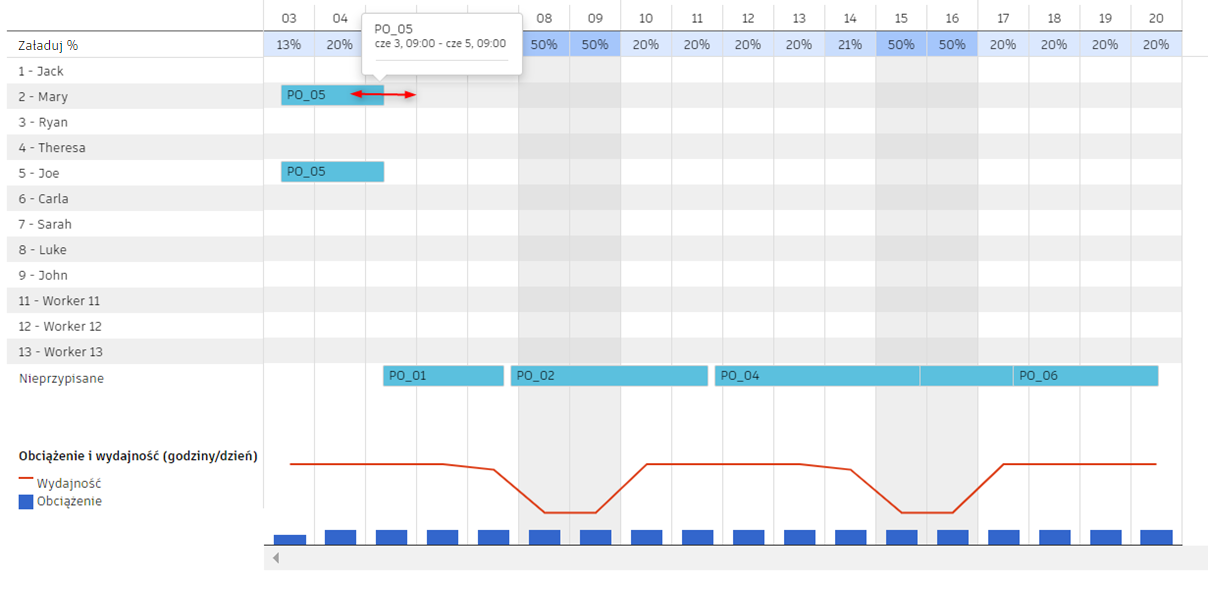 03 04 08 09 10 11 12 13 14 15 16 17 18 19 20
PO_05
cze 3, 09:00 - cze 5, 09:00
Załaduj % 13% 20% 50% 50% 20% 20% 20% 20% 21% 50% 50% 20% 20% 20% 20%
1 - Jack
2 - Mary PO_05
3 - Ryan
4 - Theresa
5 - Joe PO_05
6 - Carla
7 - Sarah
8 - Luke
9 - John
11 - Worker 11
12 - Worker 12
13 - Worker 13
Nieprzypisane PO_01 PO_02 PO_04 PO_06
Obciążenie i wydajność (godziny/dzień)
Wydajność
Obciążenie